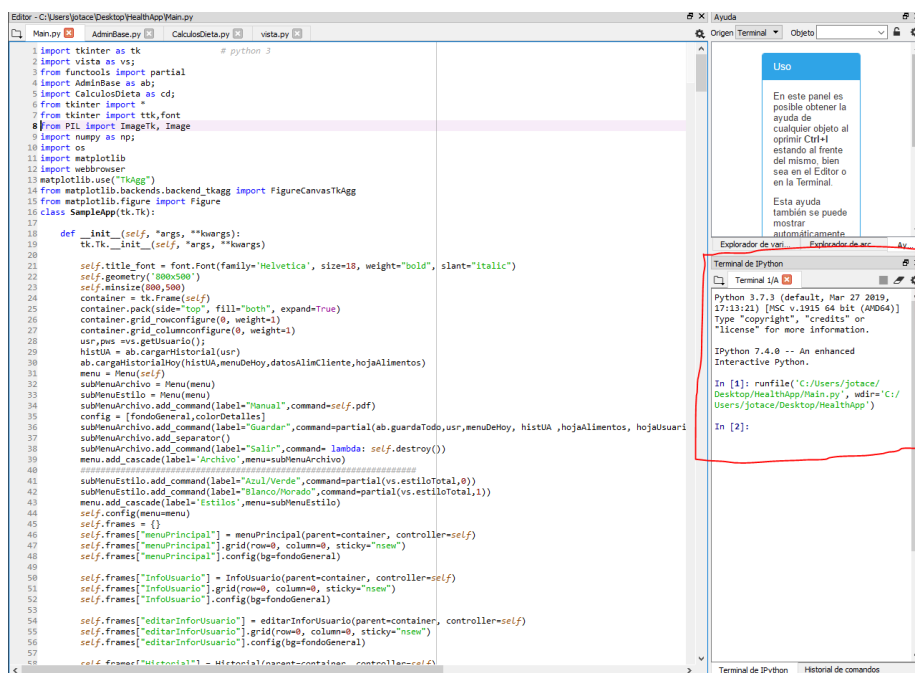 Editor - C:\Users\jotace\Desktop\HealthApp\Main.py
Main.py
AdminBase.py
CalculosDieta.py
vista.py
1 import tkinter as tk # python 3
2 import vista as vs;
3 from functools import partial
4 import AdminBase as ab;
5 import CalculosDieta as cd;
6 from tkinter import *
7 from tkinter import ttk,font
8 from PIL import ImageTk, Image
9 import numpy as np;
10 import os
11 import matplotlib
12 import webbrowser
13 matplotlib.use("TkAgg")
14 from matplotlib.backends.backend_tkagg import FigureCanvasTkAgg
15 from matplotlib.figure import Figure
16 class SampleApp(tk.Tk):
17
18 def __init__(self, *args, **kwargs):
19 tk.Tk.__init__(self, *args, **kwargs)
20
21 self.title_font = font.Font(family='Helvetica', size=18, weight="bold", slant="italic")
22 self.geometry('800x500')
23 self.minsize(800,500)
24 container = tk.Frame(self)
25 container.pack(side="top", fill="both", expand=True)
26 container.grid_rowconfigure(0, weight=1)
27 container.grid_columnconfigure(0, weight=1)
28 usr,pws =vs.getUsuario();
29 histUA = ab.cargarHistorial(usr)
30 ab.cargaHistorialHoy(histUA,menuDeHoy,datosAlimCliente,hojaAlimentos)
31 menu = Menu(self)
32 subMenuArchivo = Menu(menu)
33 subMenuEstilo = Menu(menu)
34 subMenuArchivo.add_command(label="Manual",command=self.pdf)
35 config = [fondoGeneral,colorDetalles]
36 subMenuArchivo.add_command(label="Guardar",command=partial(ab.guardaTodo,usr,menuDeHoy, histUA ,hojaAlimentos, hojaUsuari
37 subMenuArchivo.add_separator()
38 subMenuArchivo.add_command(label="Salir",command= lambda: self.destroy())
39 menu.add_cascade(label='Archivo',menu=subMenuArchivo)
40 ##################################################################
41 subMenuEstilo.add_command(label="Azul/Verde",command=partial(vs.estiloTotal,0))
42 subMenuEstilo.add_command(label="Blanco/Morado",command=partial(vs.estiloTotal,1))
43 menu.add_cascade(label='Estilos',menu=subMenuEstilo)
44 self.config(menu=menu)
45 self.frames = {}
46 self.frames["menuPrincipal"] = menuPrincipal(parent=container, controller=self)
47 self.frames["menuPrincipal"].grid(row=0, column=0, sticky="nsew")
48 self.frames["menuPrincipal"].config(bg=fondoGeneral)
49
50 self.frames["InfoUsuario"] = InfoUsuario(parent=container, controller=self)
51 self.frames["InfoUsuario"].grid(row=0, column=0, sticky="nsew")
52 self.frames["InfoUsuario"].config(bg=fondoGeneral)
53
54 self.frames["editarInforUsuario"] = editarInforUsuario(parent=container, controller=self)
55 self.frames["editarInforUsuario"].grid(row=0, column=0, sticky="nsew")
56 self.frames["editarInforUsuario"].config(bg=fondoGeneral)
57
58 self.frames["Historial"] = Historial(parent=container, controller=self)
Ayuda
Origen Terminal Objeto
Uso
En este panel es
posible obtener la
ayuda de
cualquier objeto al
oprimir Ctrl+I
estando al frente
del mismo, bien
sea en el Editor o
en la Terminal.
Esta ayuda
también se puede
mostrar
automáticamente
Explorador de vari... Explorador de arc... Ay...
Terminal de IPython
Terminal 1/A
Python 3.7.3 (default, Mar 27 2019,
17:13:21) [MSC v.1915 64 bit (AMD64)]
Type "copyright", "credits" or
"license" for more information.
IPython 7.4.0 -- An enhanced
Interactive Python.
In [1]: runfile('C:/Users/jotace/
Desktop/HealthApp/Main.py', wdir='C:/
Users/jotace/Desktop/HealthApp')
In [2]:
Terminal de IPython Historial de comandos